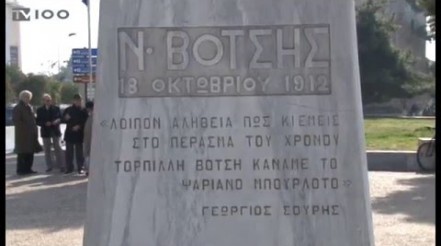 TV100
Ν. ΒΟΤΣΗΣ
18 ΟΚΤΩΒΡΙΟΥ 1912
«ΛΟΙΠΟΝ ΑΛΗΘΕΙΑ ΠΩΣ ΚΙ ΕΜΕΙΣ
ΣΤΟ ΠΕΡΑΣΜΑ ΤΟΥ ΧΡΟΝΟΥ
ΤΟΡΠΙΛΛΗ ΒΟΤΣΗ ΚΑΝΑΜΕ ΤΟ
ΨΑΡΙΑΝΟ ΜΠΟΥΡΛΟΤΟ»
ΓΕΩΡΓΙΟΣ ΣΟΥΡΗΣ